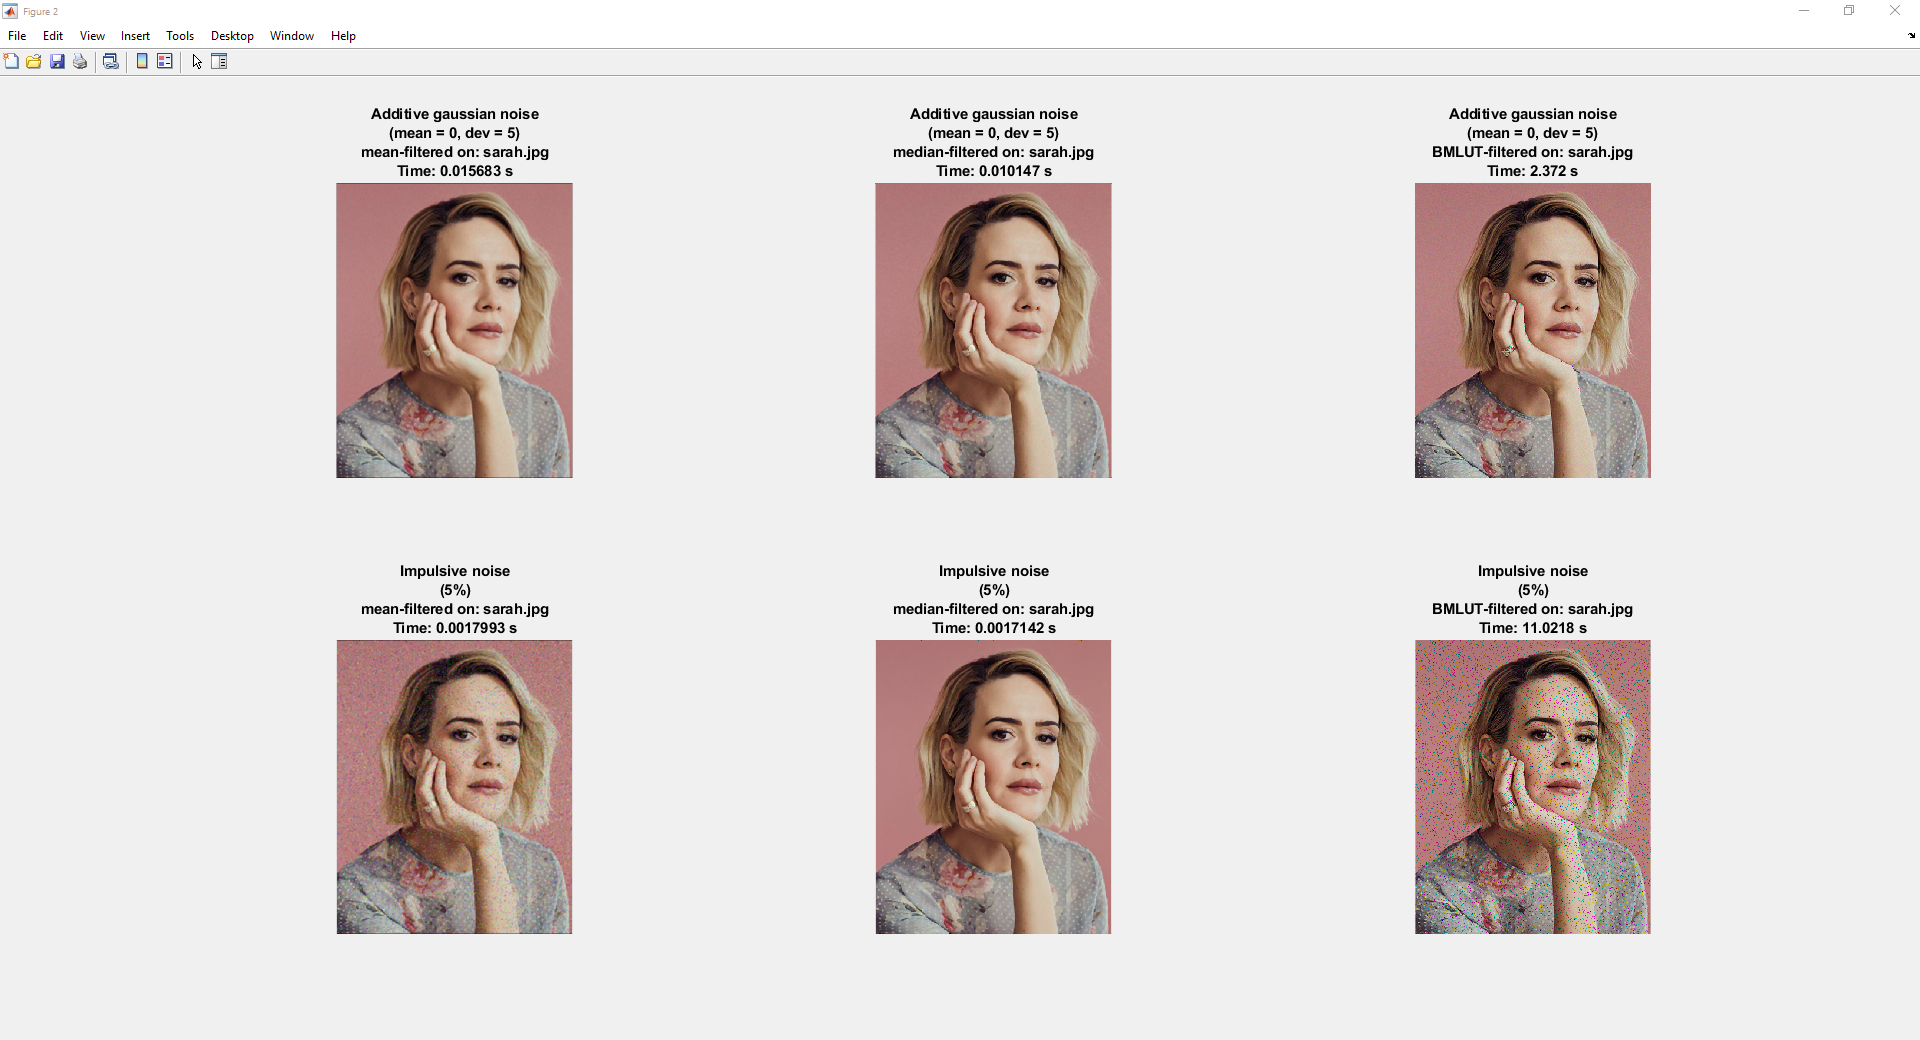 Figure 2
File Edit View Insert Tools Desktop Window Help
Additive gaussian noise
(mean = 0, dev = 5)
mean-filtered on: sarah.jpg
Time: 0.015683 s
Additive gaussian noise
(mean = 0, dev = 5)
median-filtered on: sarah.jpg
Time: 0.010147 s
Additive gaussian noise
(mean = 0, dev = 5)
BMLUT-filtered on: sarah.jpg
Time: 2.372 s
Impulsive noise
(5%)
mean-filtered on: sarah.jpg
Time: 0.0017993 s
Impulsive noise
(5%)
median-filtered on: sarah.jpg
Time: 0.0017142 s
Impulsive noise
(5%)
BMLUT-filtered on: sarah.jpg
Time: 11.0218 s